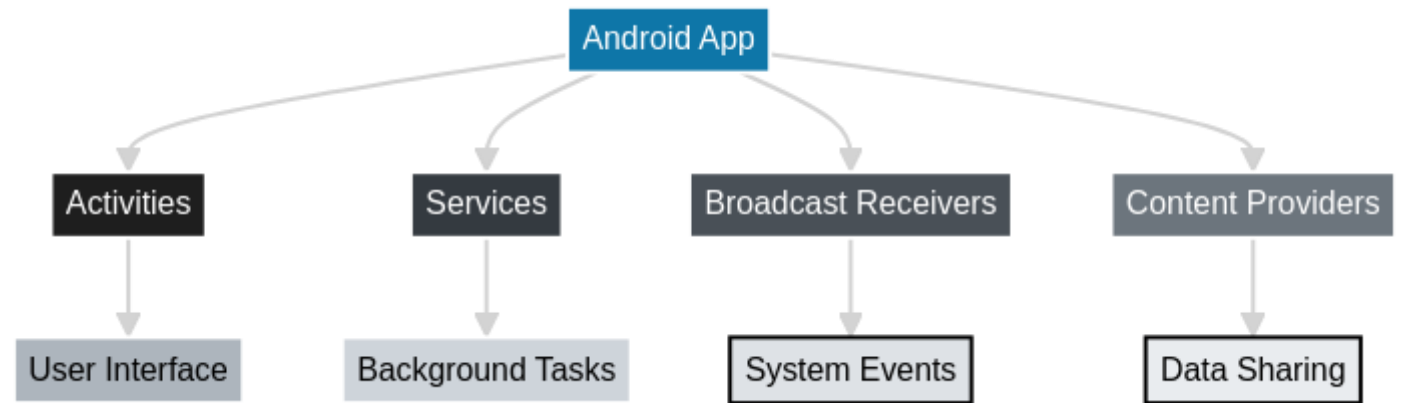 Android App
Activities
Services
Broadcast Receivers
Content Providers
User Interface
Background Tasks
System Events
Data Sharing